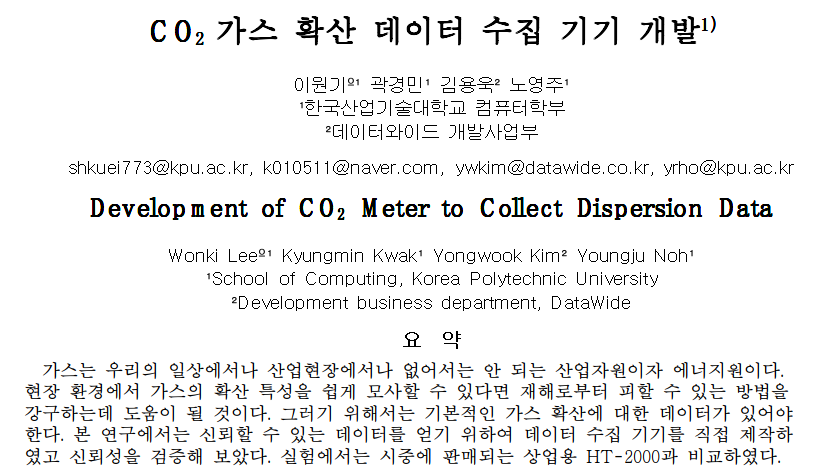 CO₂ 가스 확산 데이터 수집 기기 개발¹⁾
이원기º¹ 곽경민¹ 김용욱² 노영주¹
¹한국산업기술대학교 컴퓨터학부
²데이터와이드 개발사업부
shkuei773@kpu.ac.kr, k010511@naver.com, ywkim@datawide.co.kr, yrho@kpu.ac.kr
Development of CO₂ Meter to Collect Dispersion Data
Wonki Leeº¹ Kyungmin Kwak¹ Yongwook Kim² Youngju Noh¹
¹School of Computing, Korea Polytechnic University
²Development business department, DataWide
요 약
가스는 우리의 일상에서나 산업현장에서나 없어서는 안 되는 산업자원이자 에너지원이다.
현장 환경에서 가스의 확산 특성을 쉽게 모사할 수 있다면 재해로부터 피할 수 있는 방법을
강구하는데 도움이 될 것이다. 그러기 위해서는 기본적인 가스 확산에 대한 데이터가 있어야
한다. 본 연구에서는 신뢰할 수 있는 데이터를 얻기 위하여 데이터 수집 기기를 직접 제작하
였고 신뢰성을 검증해 보았다. 실험에서는 시중에 판매되는 상업용 HT-2000과 비교하였다.